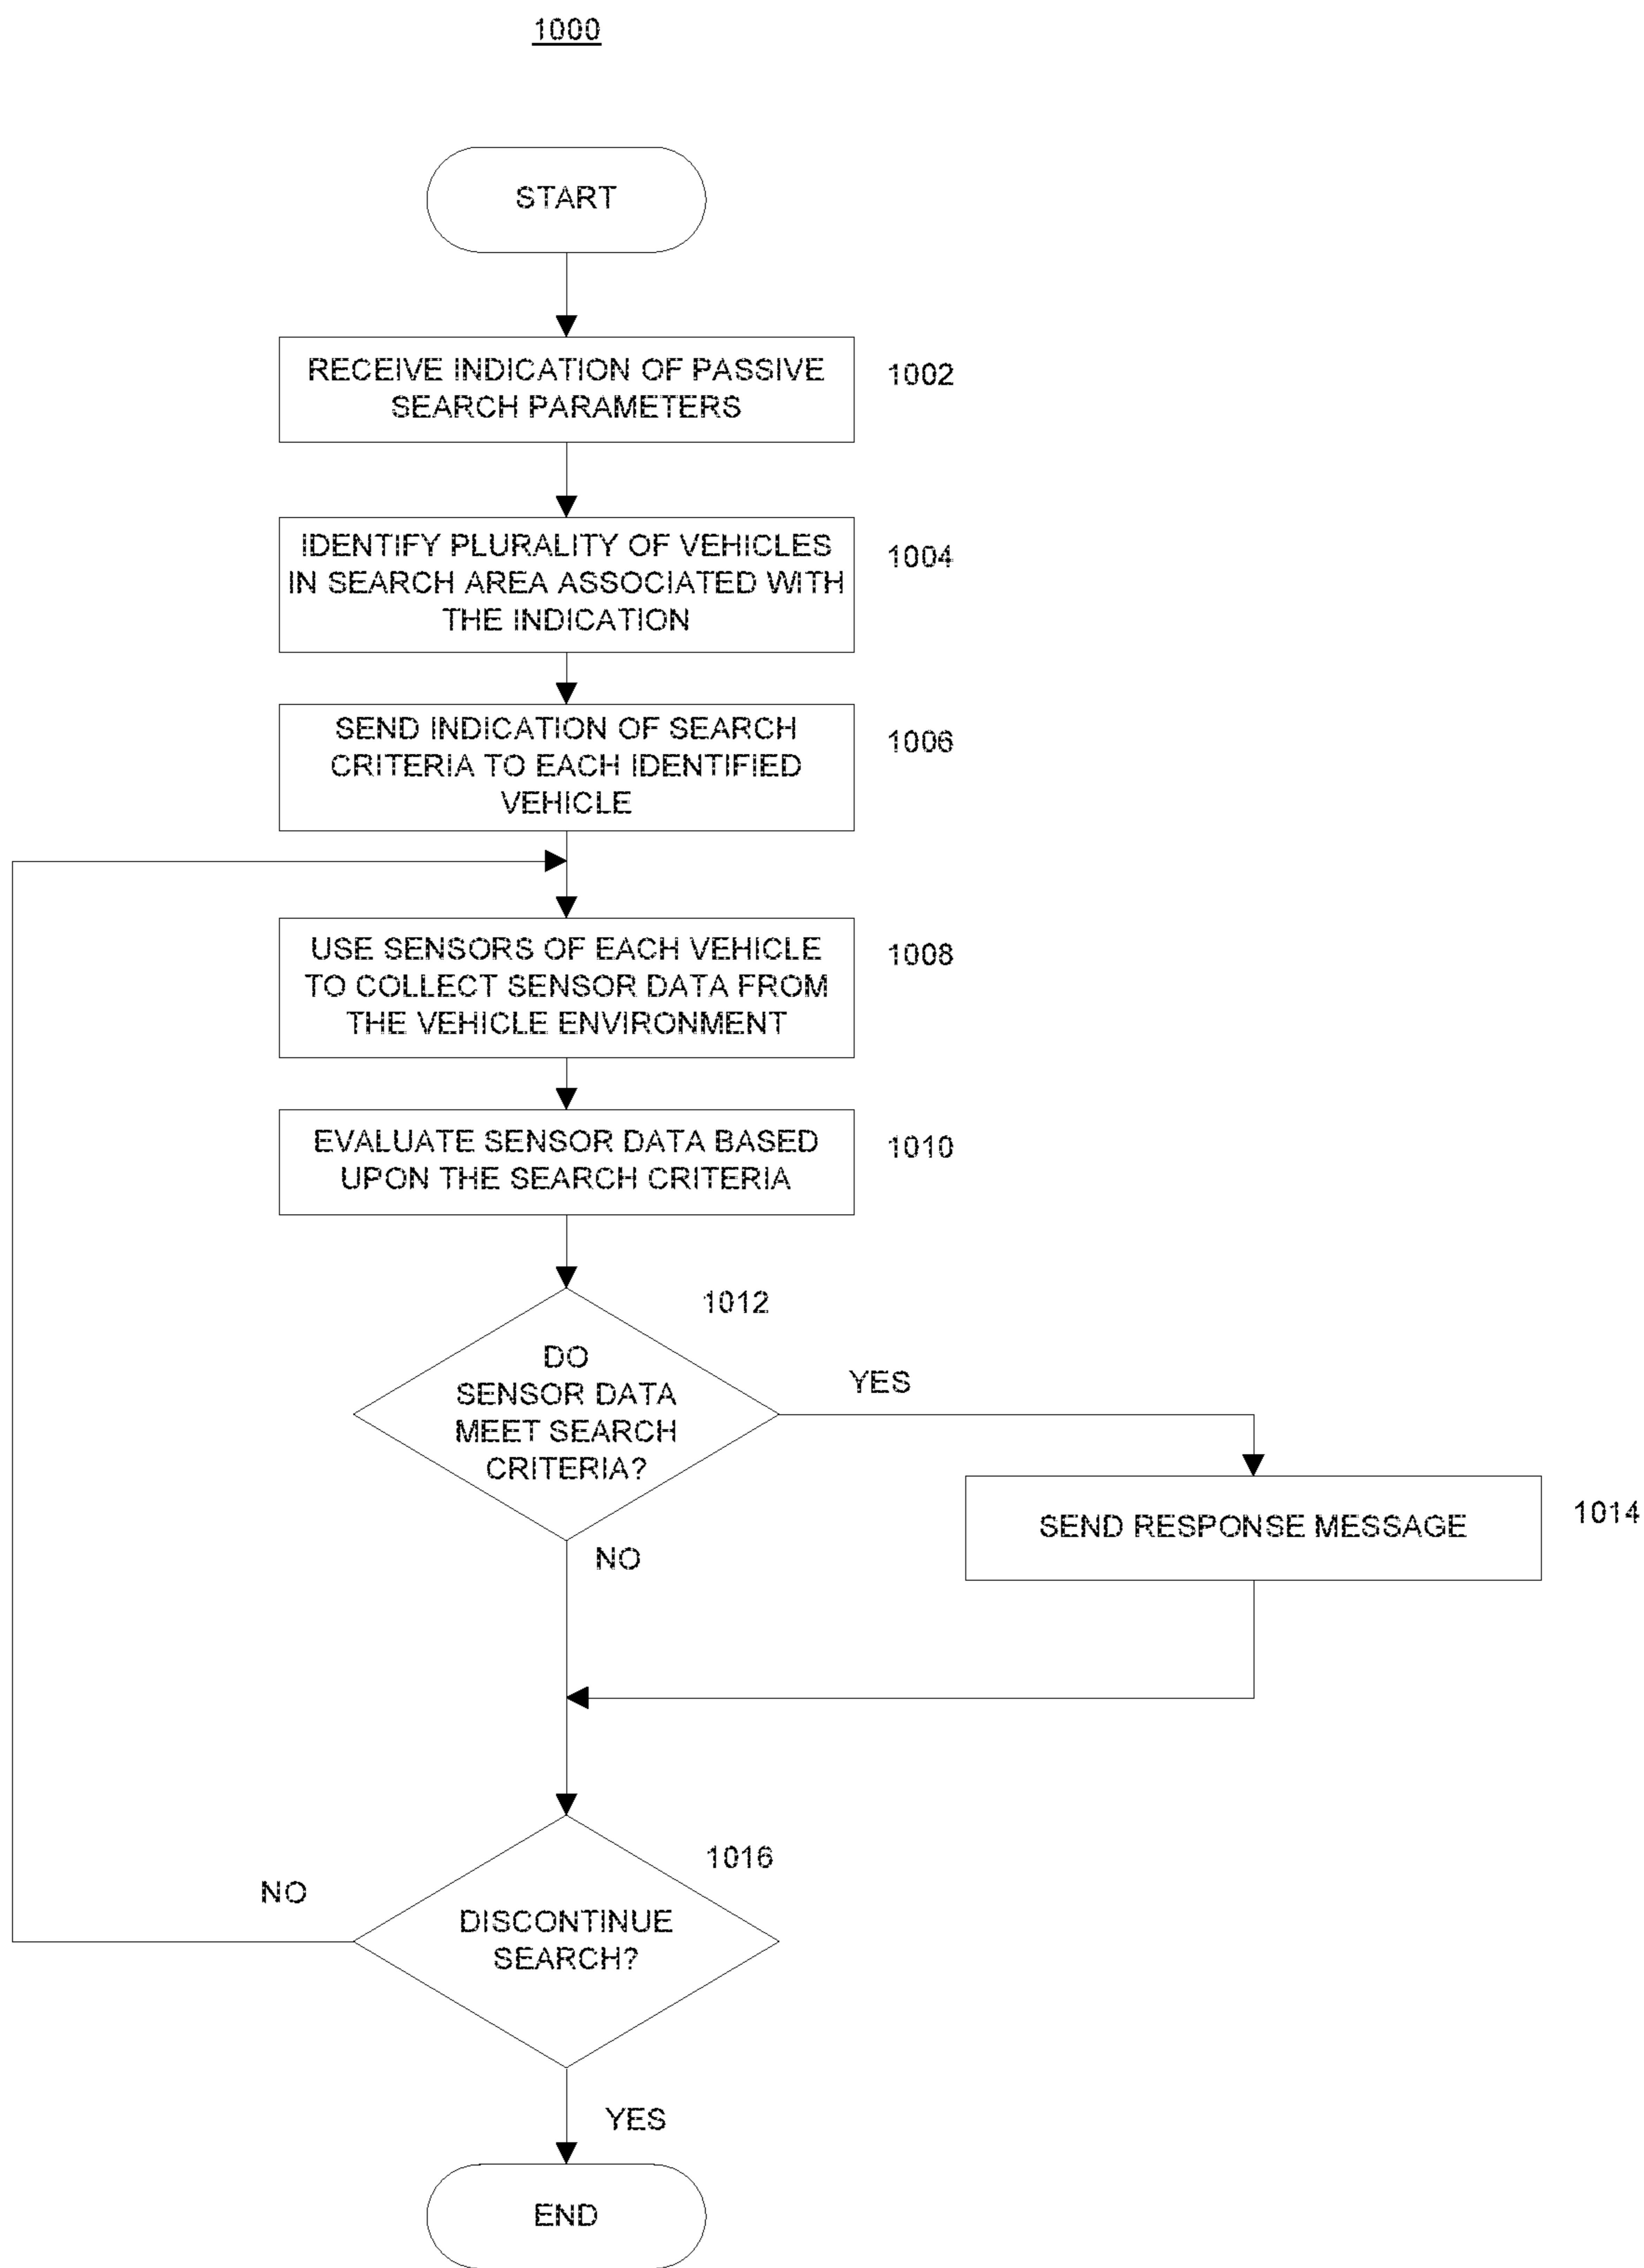 1000
START
RECEIVE INDICATION OF PASSIVE
SEARCH PARAMETERS
1002
IDENTIFY PLURALITY OF VEHICLES
IN SEARCH AREA ASSOCIATED WITH
THE INDICATION
1004
SEND INDICATION OF SEARCH
CRITERIA TO EACH IDENTIFIED
VEHICLE
1006
USE SENSORS OF EACH VEHICLE
TO COLLECT SENSOR DATA FROM
THE VEHICLE ENVIRONMENT
1008
EVALUATE SENSOR DATA BASED
UPON THE SEARCH CRITERIA
1010
1012
DO
SENSOR DATA
MEET SEARCH
CRITERIA?
YES
SEND RESPONSE MESSAGE
1014
NO
1016
DISCONTINUE
SEARCH?
NO
YES
END